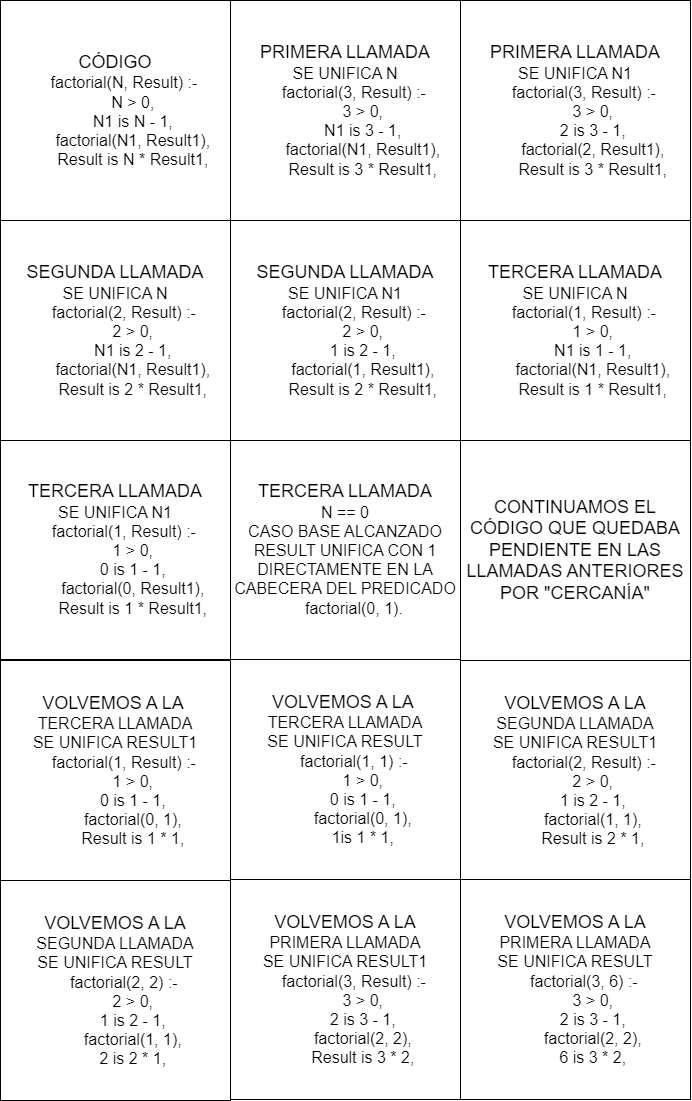 CÓDIGO
factorial(N, Result) :-
N > 0,
N1 is N - 1,
factorial(N1, Result1),
Result is N * Result1,
PRIMERA LLAMADA
SE UNIFICA N
factorial(3, Result) :-
3 > 0,
N1 is 3 - 1,
factorial(N1, Result1),
Result is 3 * Result1,
PRIMERA LLAMADA
SE UNIFICA N1
factorial(3, Result) :-
3 > 0,
2 is 3 - 1,
factorial(2, Result1),
Result is 3 * Result1,
SEGUNDA LLAMADA
SE UNIFICA N
factorial(2, Result) :-
2 > 0,
N1 is 2 - 1,
factorial(N1, Result1),
Result is 2 * Result1,
SEGUNDA LLAMADA
SE UNIFICA N1
factorial(2, Result) :-
2 > 0,
1 is 2 - 1,
factorial(1, Result1),
Result is 2 * Result1,
TERCERA LLAMADA
SE UNIFICA N
factorial(1, Result) :-
1 > 0,
N1 is 1 - 1,
factorial(N1, Result1),
Result is 1 * Result1,
TERCERA LLAMADA
SE UNIFICA N1
factorial(1, Result) :-
1 > 0,
0 is 1 - 1,
factorial(0, Result1),
Result is 1 * Result1,
TERCERA LLAMADA
N == 0
CASO BASE ALCANZADO
RESULT UNIFICA CON 1
DIRECTAMENTE EN LA
CABECERA DEL PREDICADO
factorial(0, 1).
CONTINUAMOS EL
CÓDIGO QUE QUEDABA
PENDIENTE EN LAS
LLAMADAS ANTERIORES
POR "CERCANÍA"
VOLVEMOS A LA
TERCERA LLAMADA
SE UNIFICA RESULT1
factorial(1, Result) :-
1 > 0,
0 is 1 - 1,
factorial(0, 1),
Result is 1 * 1,
VOLVEMOS A LA
TERCERA LLAMADA
SE UNIFICA RESULT
factorial(1, 1) :-
1 > 0,
0 is 1 - 1,
factorial(0, 1),
1is 1 * 1,
VOLVEMOS A LA
SEGUNDA LLAMADA
SE UNIFICA RESULT1
factorial(2, Result) :-
2 > 0,
1 is 2 - 1,
factorial(1, 1),
Result is 2 * 1,
VOLVEMOS A LA
SEGUNDA LLAMADA
SE UNIFICA RESULT
factorial(2, 2) :-
2 > 0,
1 is 2 - 1,
factorial(1, 1),
2 is 2 * 1,
VOLVEMOS A LA
PRIMERA LLAMADA
SE UNIFICA RESULT1
factorial(3, Result) :-
3 > 0,
2 is 3 - 1,
factorial(2, 2),
Result is 3 * 2,
VOLVEMOS A LA
PRIMERA LLAMADA
SE UNIFICA RESULT
factorial(3, 6) :-
3 > 0,
2 is 3 - 1,
factorial(2, 2),
6 is 3 * 2,